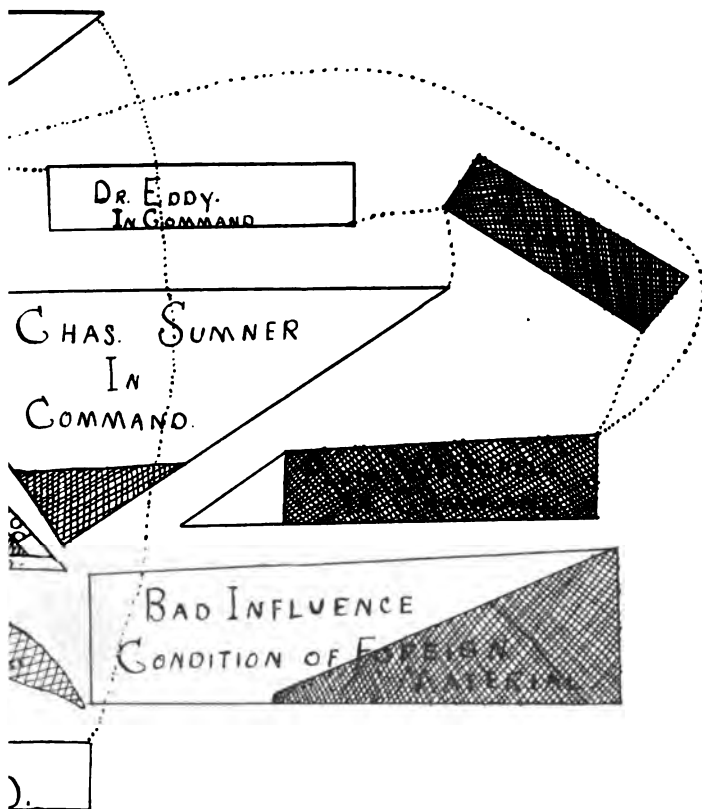 DR. EDDY.
IN COMMAND
CHAS. SUMNER
IN
COMMAND.
BAD INFLUENCE
CONDITION OF FOREIGN
MATERIAL
).